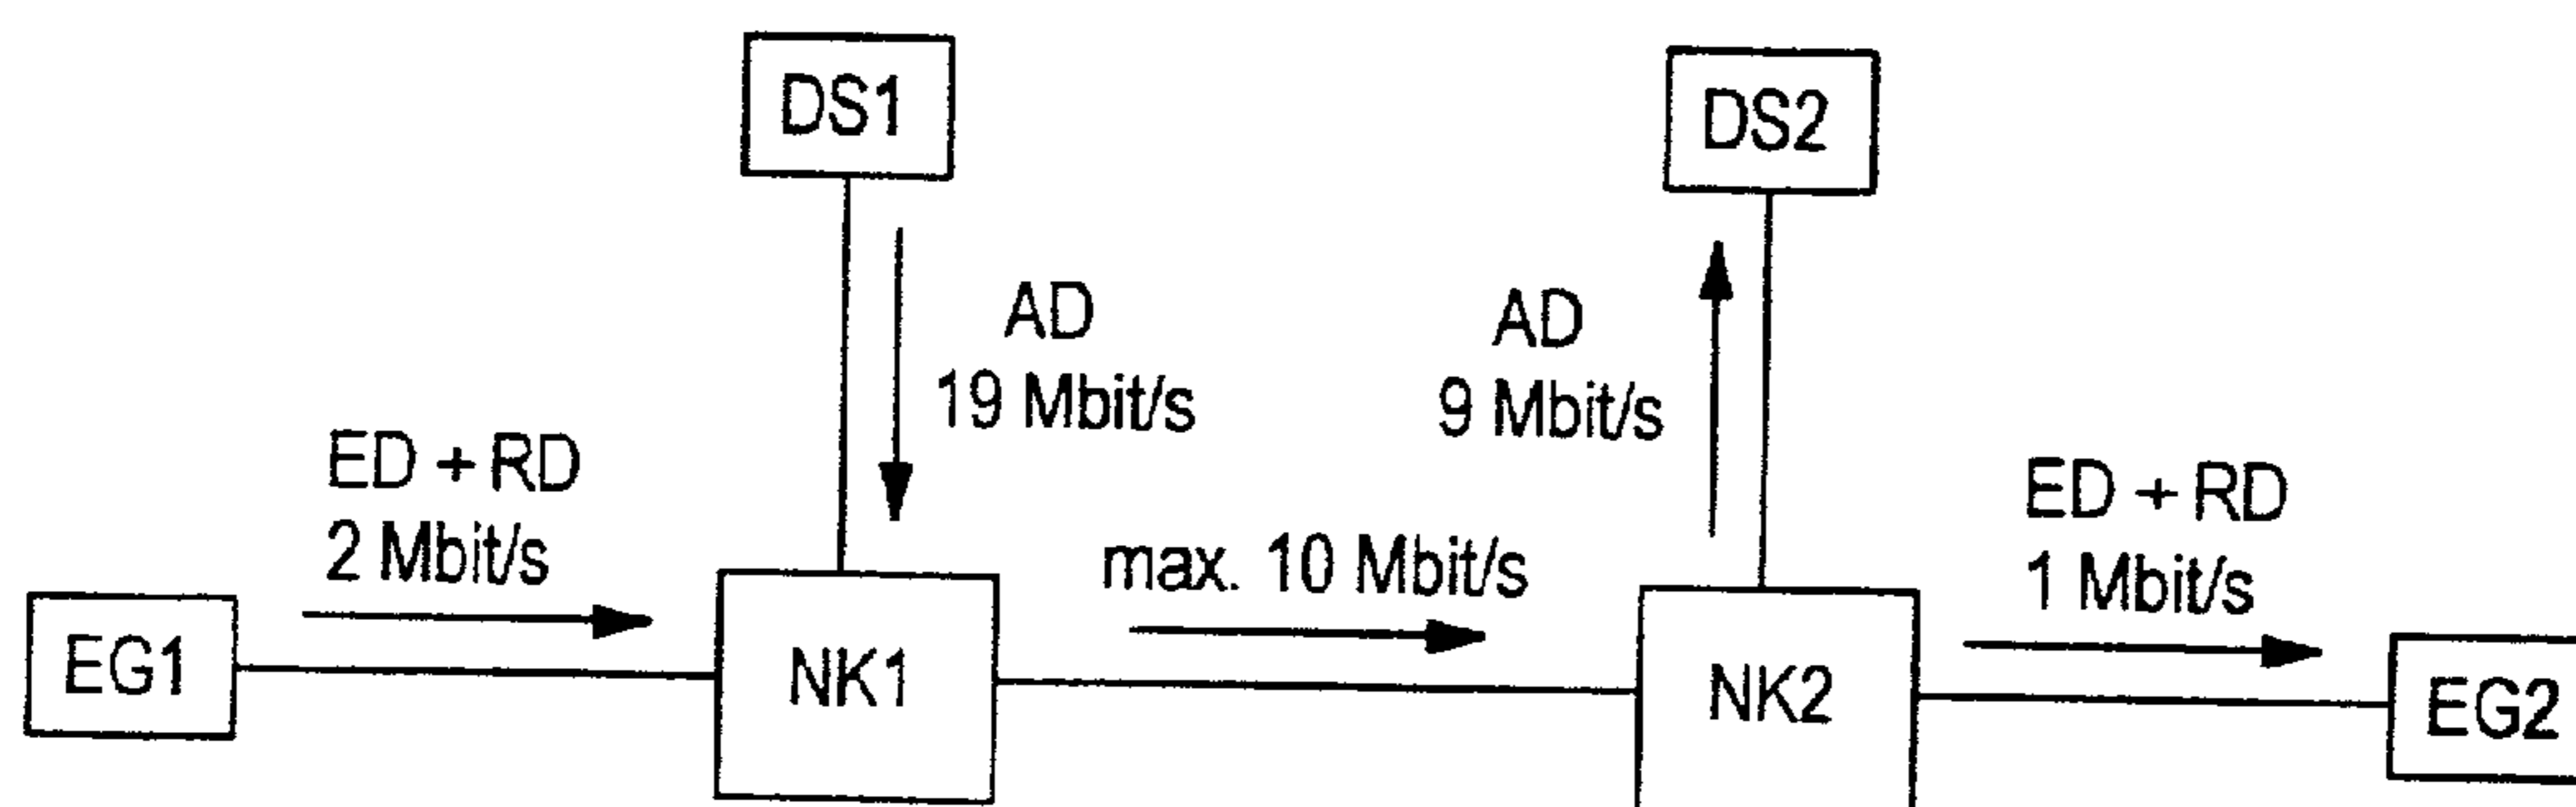 DS1
DS2
AD
19 Mbit/s
AD
9 Mbit/s
ED + RD
2 Mbit/s
max. 10 Mbit/s
ED + RD
1 Mbit/s
EG1
NK1
NK2
EG2